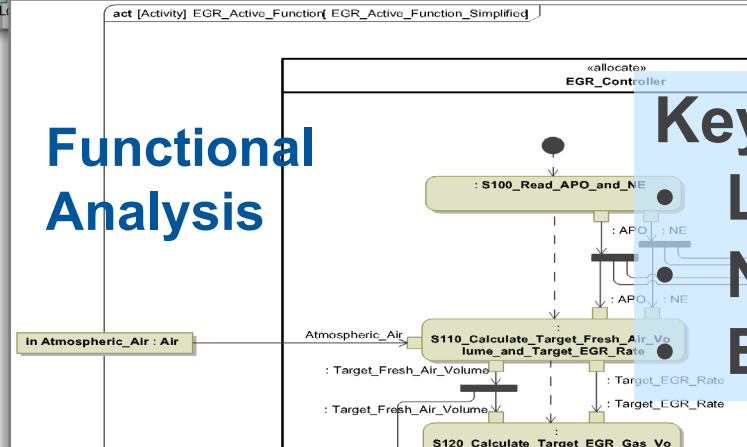 act [Activity] EGR_Active_Function[ EGR_Active_Function_Simplified]
«allocate»
EGR_Controller
Functional
Analysis
Key
L
N
E
: S100_Read_APO_and_NE
: APO
: NE
: APO
: NE
in Atmospheric_Air : Air
Atmospheric_Air
:
S110_Calculate_Target_Fresh_Air_Vo
lume_and_Target_EGR_Rate
: Target_Fresh_Air_Volume
: Target_EGR_Rate
: Target_Fresh_Air_Volume
: Target_EGR_Rate
:
S120_Calculate_Target_EGR_Gas_Vo